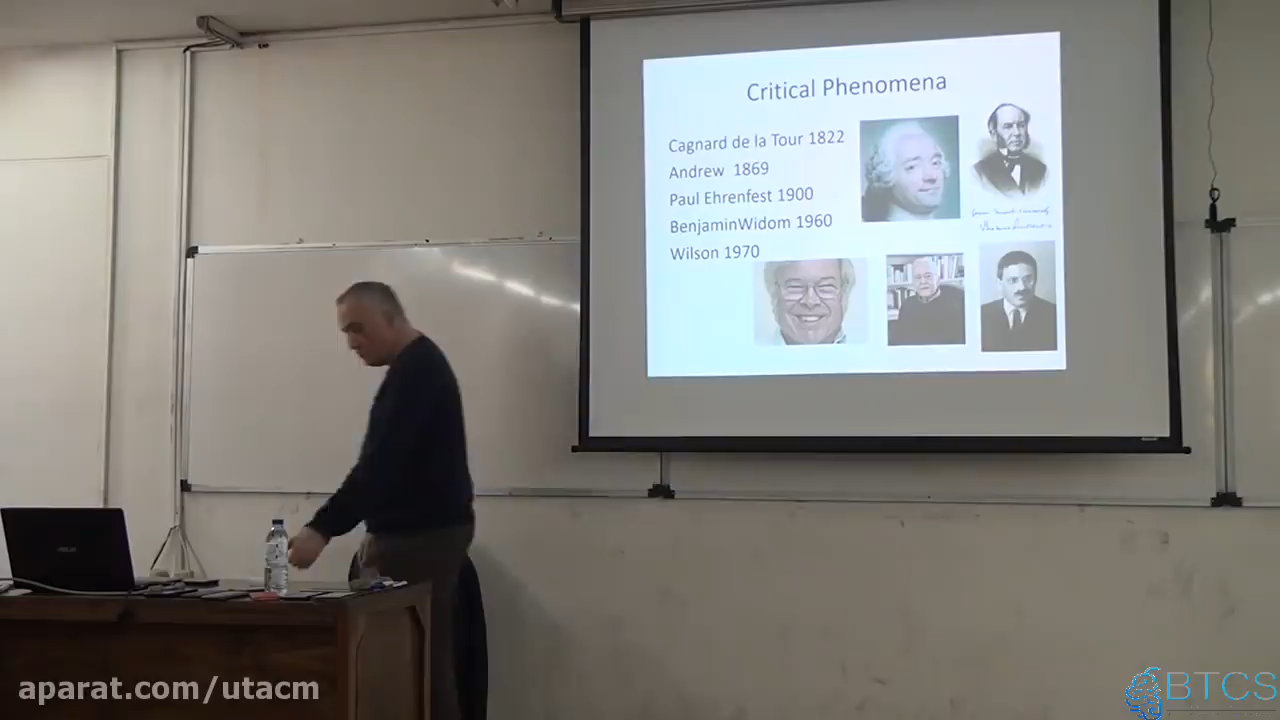 Critical Phenomena
Cagnard de la Tour 1822
Andrew 1869
Paul Ehrenfest 1900
BenjaminWidom 1960
Wilson 1970
ASUS
aparat.com/utacm
BTCS